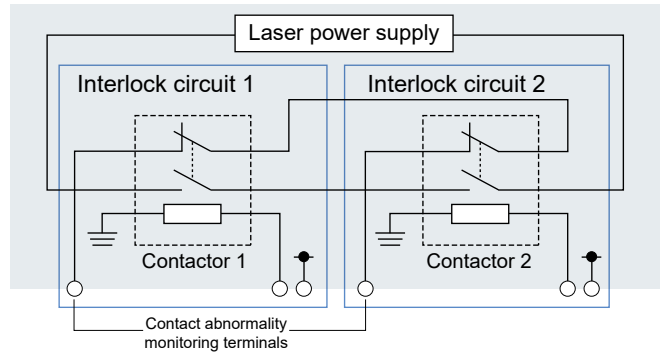 Laser power supply
Interlock circuit 1
Interlock circuit 2
Contactor 1
Contactor 2
Contact abnormality
monitoring terminals